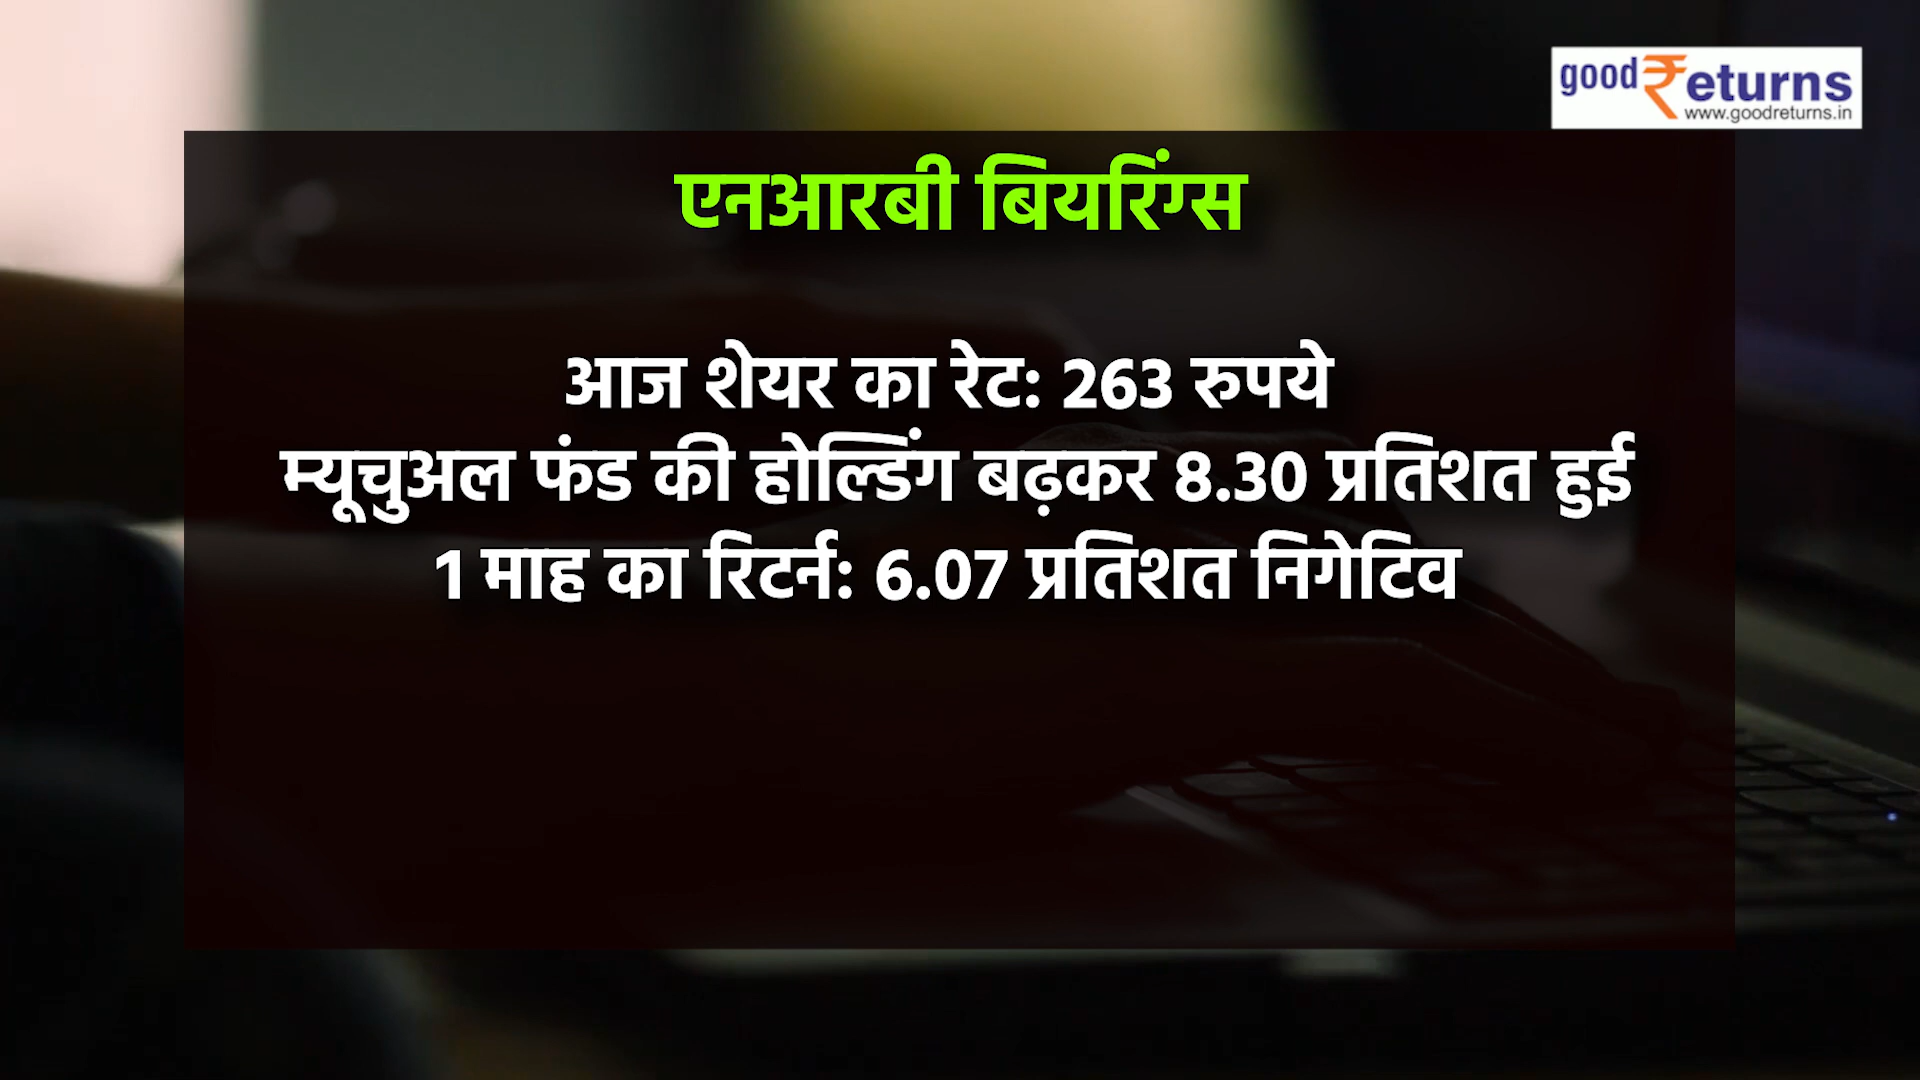 goodReturns
www.goodreturns.in
एनआरबी बियरिंग्स
आज शेयर का रेट: 263 रुपये
म्यूचुअल फंड की होल्डिंग बढ़कर 8.30 प्रतिशत हुई
1 माह का रिटर्न: 6.07 प्रतिशत निगेटिव